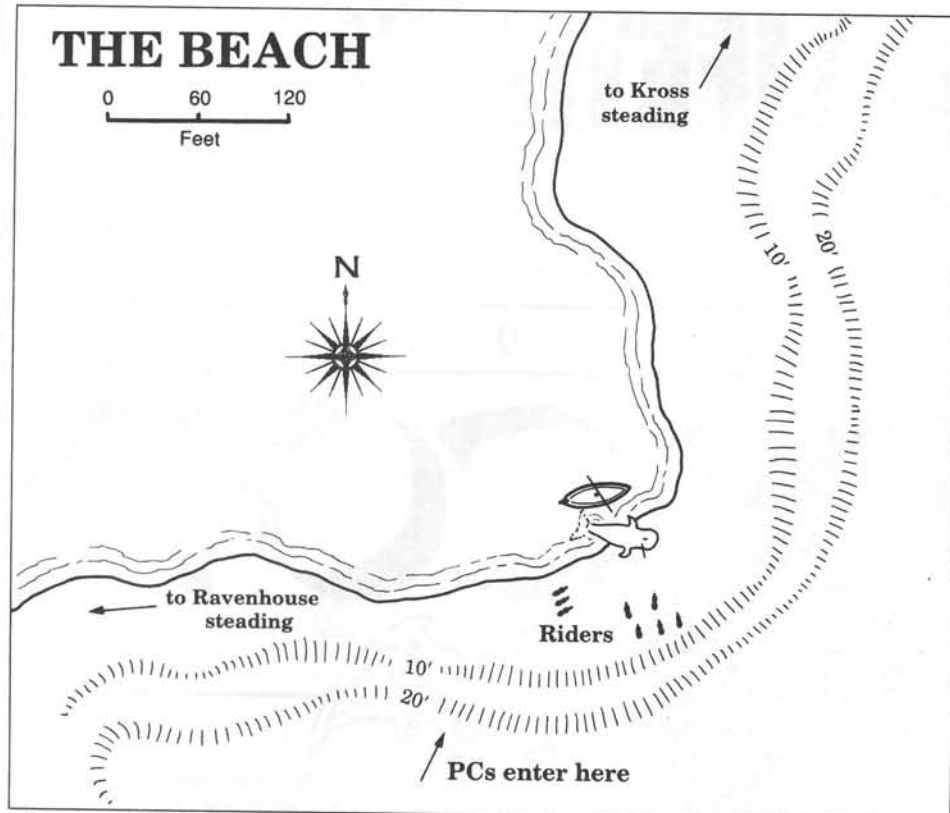 THE BEACH
0 60 120
Feet
to Kross
steading
N
10'
20'
to Ravenhouse
steading
Riders
10'
20'
PCs enter here